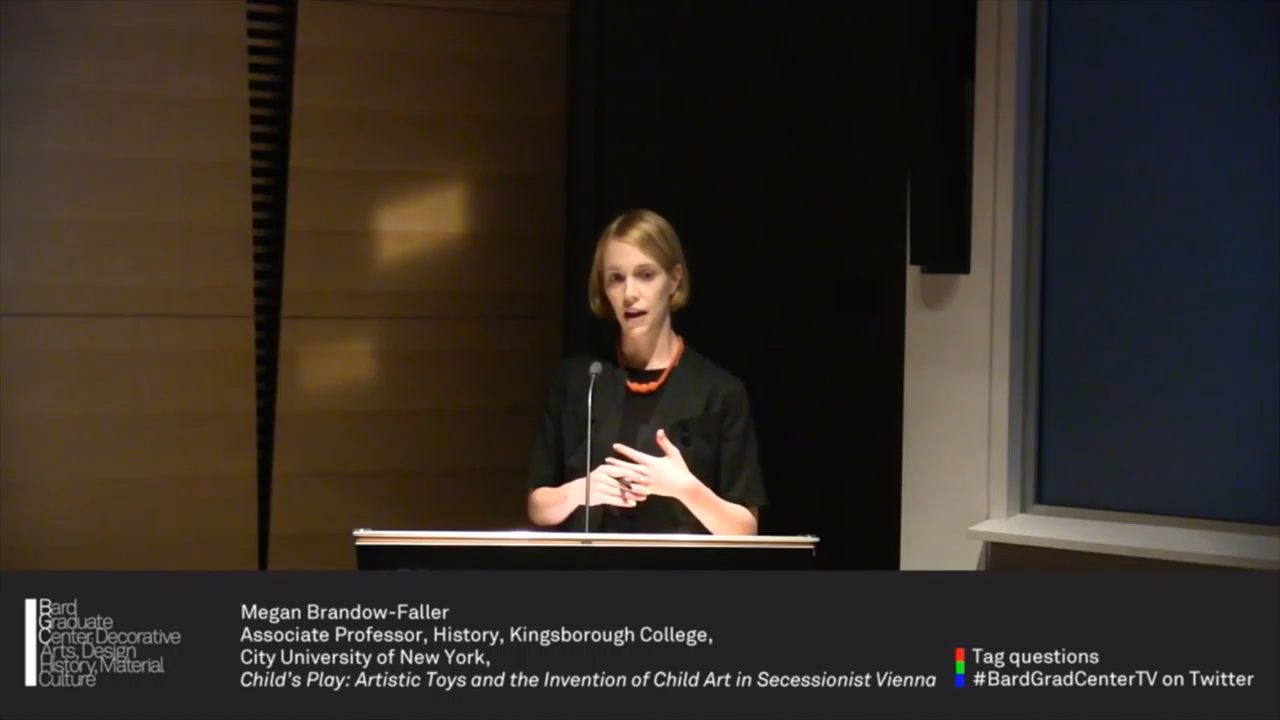 Bard
Graduate
Center Decorative
Arts, Design
History, Material
Culture
Megan Brandow-Faller
Associate Professor, History, Kingsborough College,
City University of New York,
Child's Play: Artistic Toys and the Invention of Child Art in Secessionist Vienna
Tag questions
#BardGradCenterTV on Twitter